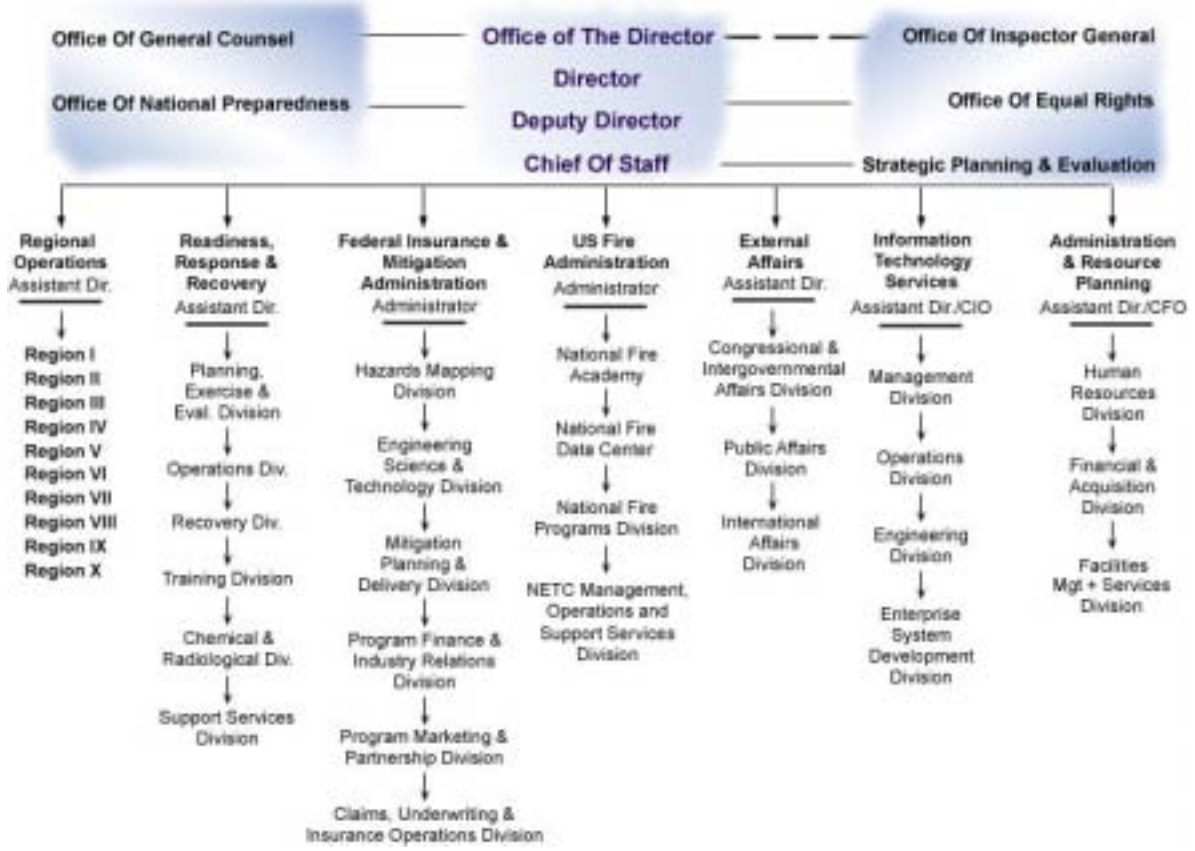 Office Of General Counsel
Office Of National Preparedness
Office of The Director
Director
Deputy Director
Chief Of Staff
Office Of Inspector General
Office Of Equal Rights
Strategic Planning & Evaluation
Regional
Operations
Assistant Dir.
Region I
Region II
Region III
Region IV
Region V
Region VI
Region VII
Region VIII
Region IX
Region X
Readiness,
Response &
Recovery
Assistant Dir.
Planning,
Exercise &
Eval. Division
Operations Div.
Recovery Div.
Training Division
Chemical &
Radiological Div.
Support Services
Division
Federal Insurance &
Mitigation
Administration
Administrator
Hazards Mapping
Division
Engineering
Science &
Technology Division
Mitigation
Planning &
Delivery Division
Program Finance &
Industry Relations
Division
Program Marketing &
Partnership Division
Claims, Underwriting &
Insurance Operations Division
US Fire
Administration
Administrator
National Fire
Academy
National Fire
Data Center
National Fire
Programs Division
NETC Management,
Operations and
Support Services
Division
External
Affairs
Assistant Dir.
Congressional &
Intergovernmental
Affairs Division
Public Affairs
Division
International
Affairs
Division
Information
Technology
Services
Assistant Dir./CIO
Management
Division
Operations
Division
Engineering
Division
Enterprise
System
Development
Division
Administration
& Resource
Planning
Assistant Dir./CFO
Human
Resources
Division
Financial &
Acquisition
Division
Facilities
Mgt + Services
Division